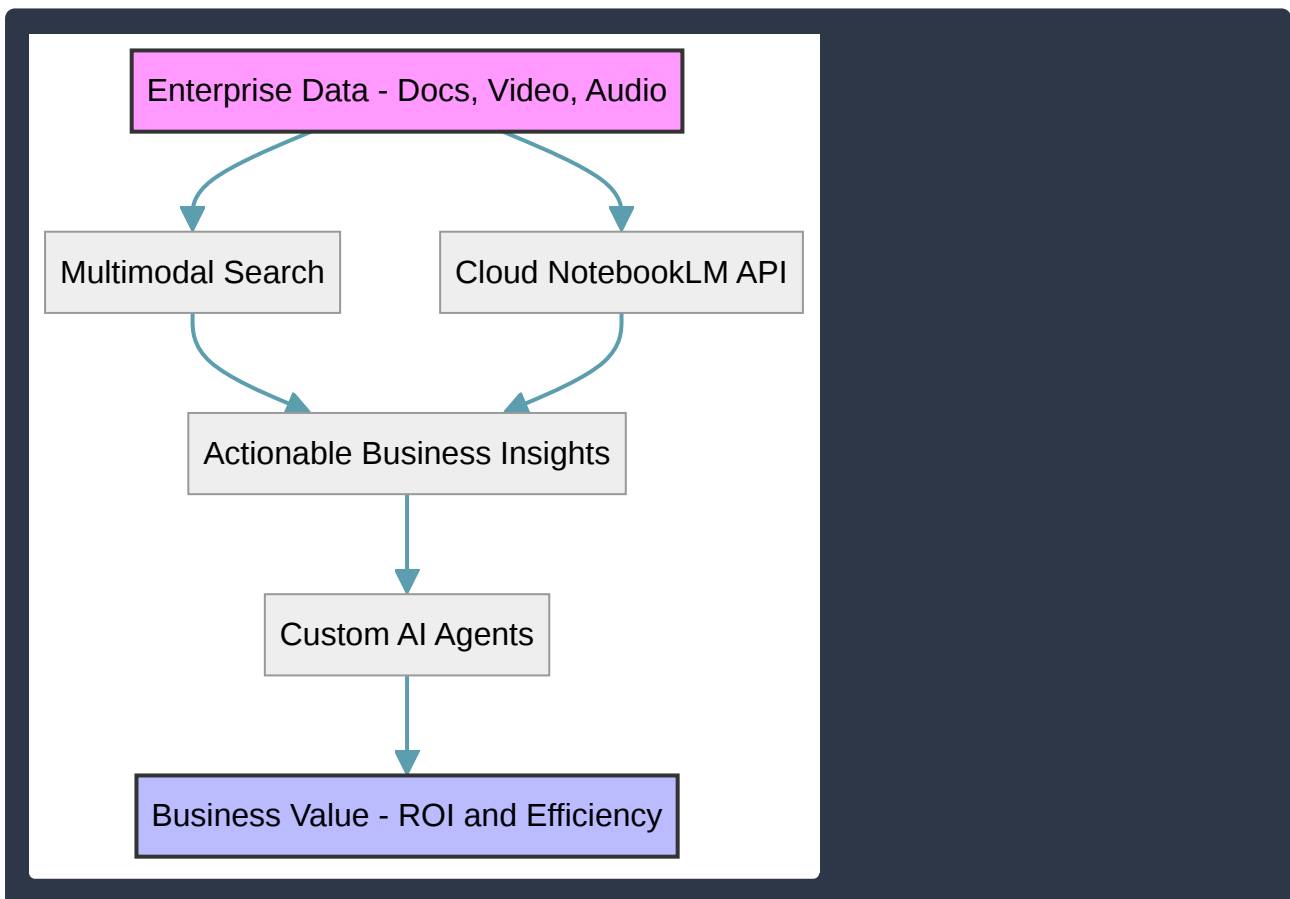 Enterprise Data - Docs, Video, Audio
Multimodal Search
Cloud NotebookLM API
Actionable Business Insights
Custom AI Agents
Business Value - ROI and Efficiency